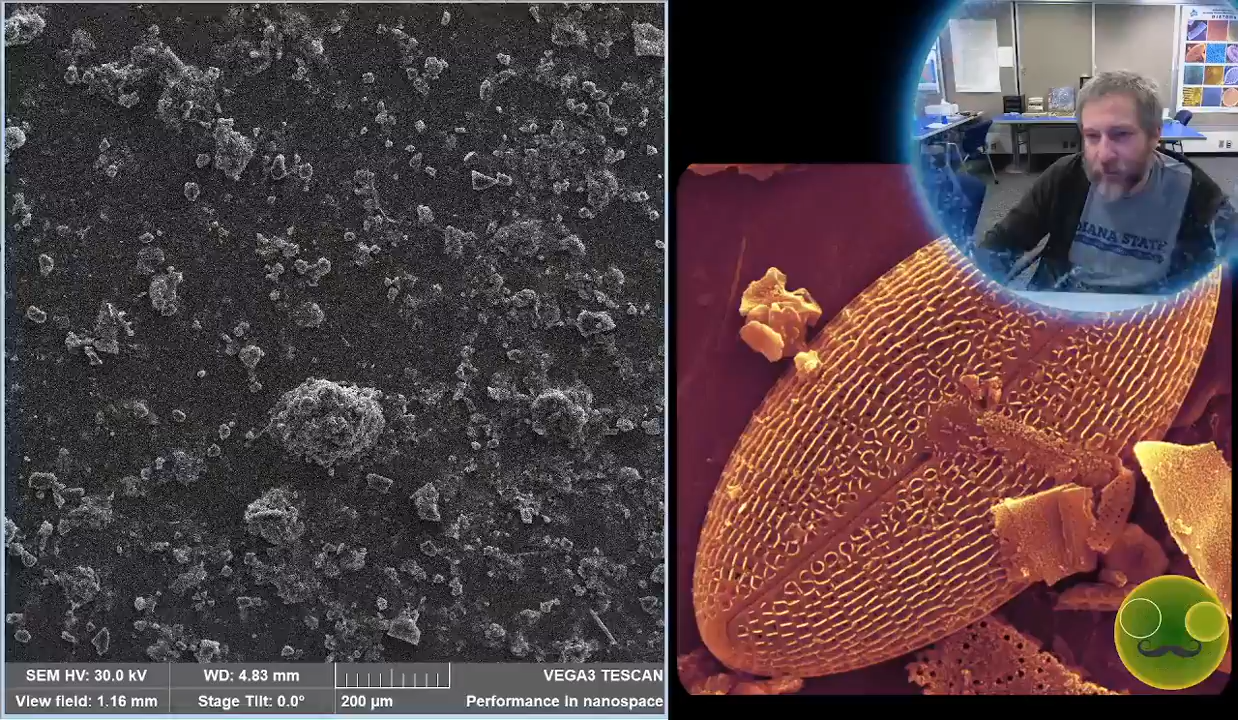 DIANA STATE
SEM HV: 30.0 kV
WD: 4.83 mm
VEGA3 TESCAN
View field: 1.16 mm
Stage Tilt: 0.0°
200 µm
Performance in nanospace